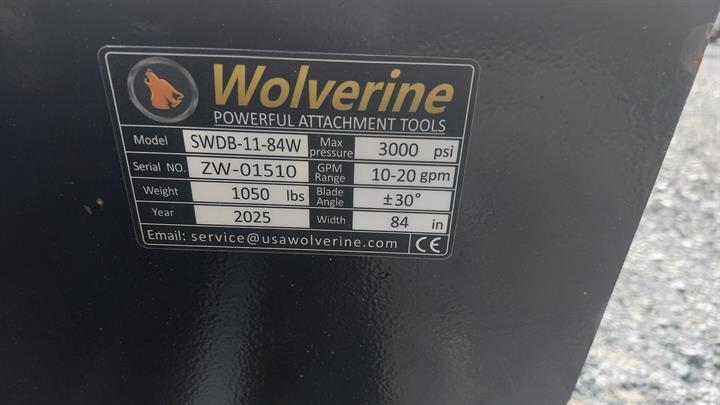 Wolverine
POWERFUL ATTACHMENT TOOLS
Model SWDB-11-84W Max pressure 3000 psi
Serial NO. ZW-01510 GPM Range 10-20 gpm
Weight 1050 lbs Blade Angle ±30°
Year 2025 Width 84 in
Email: service@usawolverine.com CE